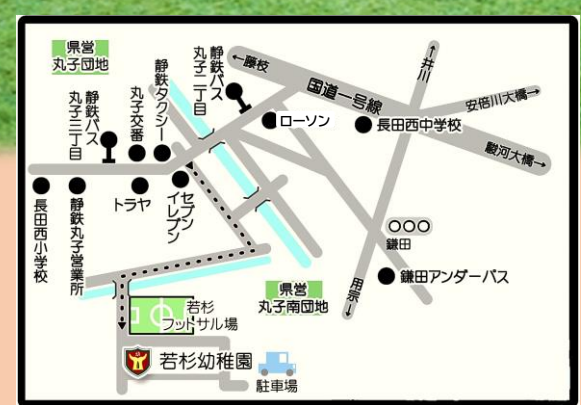 県営
丸子団地
静鉄バス
丸子三丁目
丸子交番
静鉄タクシー
静鉄バス
丸子二丁目
←藤枝
国道一号線
←井川
安倍川大橋→
駿河大橋→
ローソン
長田西中学校
長田西小学校
静鉄丸子営業所
トラヤ
セブン
イレブン
鎌田
鎌田アンダーパス
用宗→
県営
丸子南団地
若杉
フットサル場
若杉幼稚園
駐車場